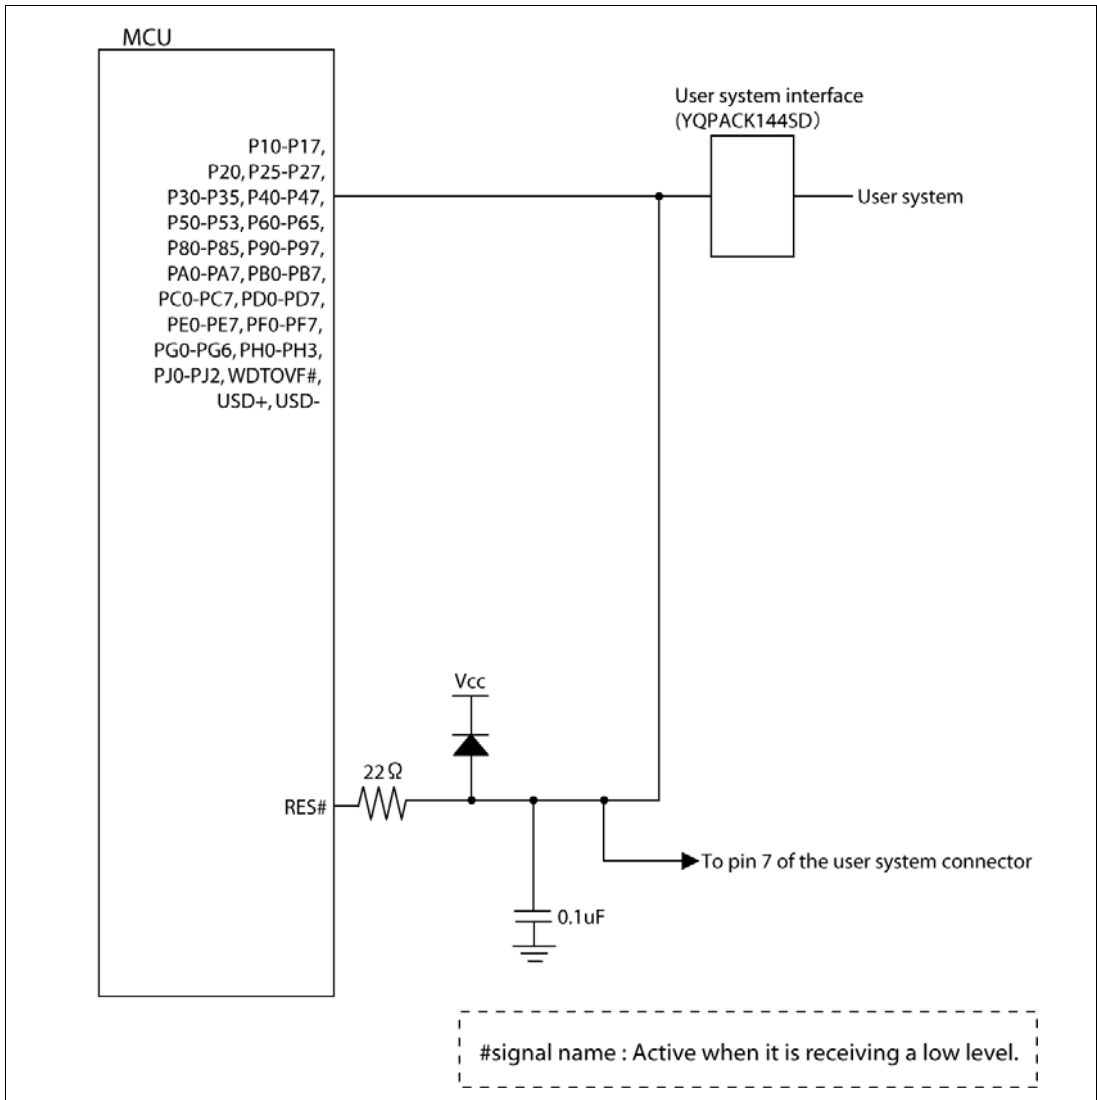 MCU
User system interface
(YQPACK144SD)
P10-P17,
P20, P25-P27,
P30-P35, P40-P47,
User system
P50-P53, P60-P65,
P80-P85, P90-P97,
PA0-PA7, PB0-PB7,
PC0-PC7, PD0-PD7,
PE0-PE7, PF0-PF7,
PG0-PG6, PH0-PH3,
PJ0-PJ2, WDTOVF#,
USD+, USD-
Vcc
22Ω
RES#
To pin 7 of the user system connector
0.1uF
#signal name : Active when it is receiving a low level.